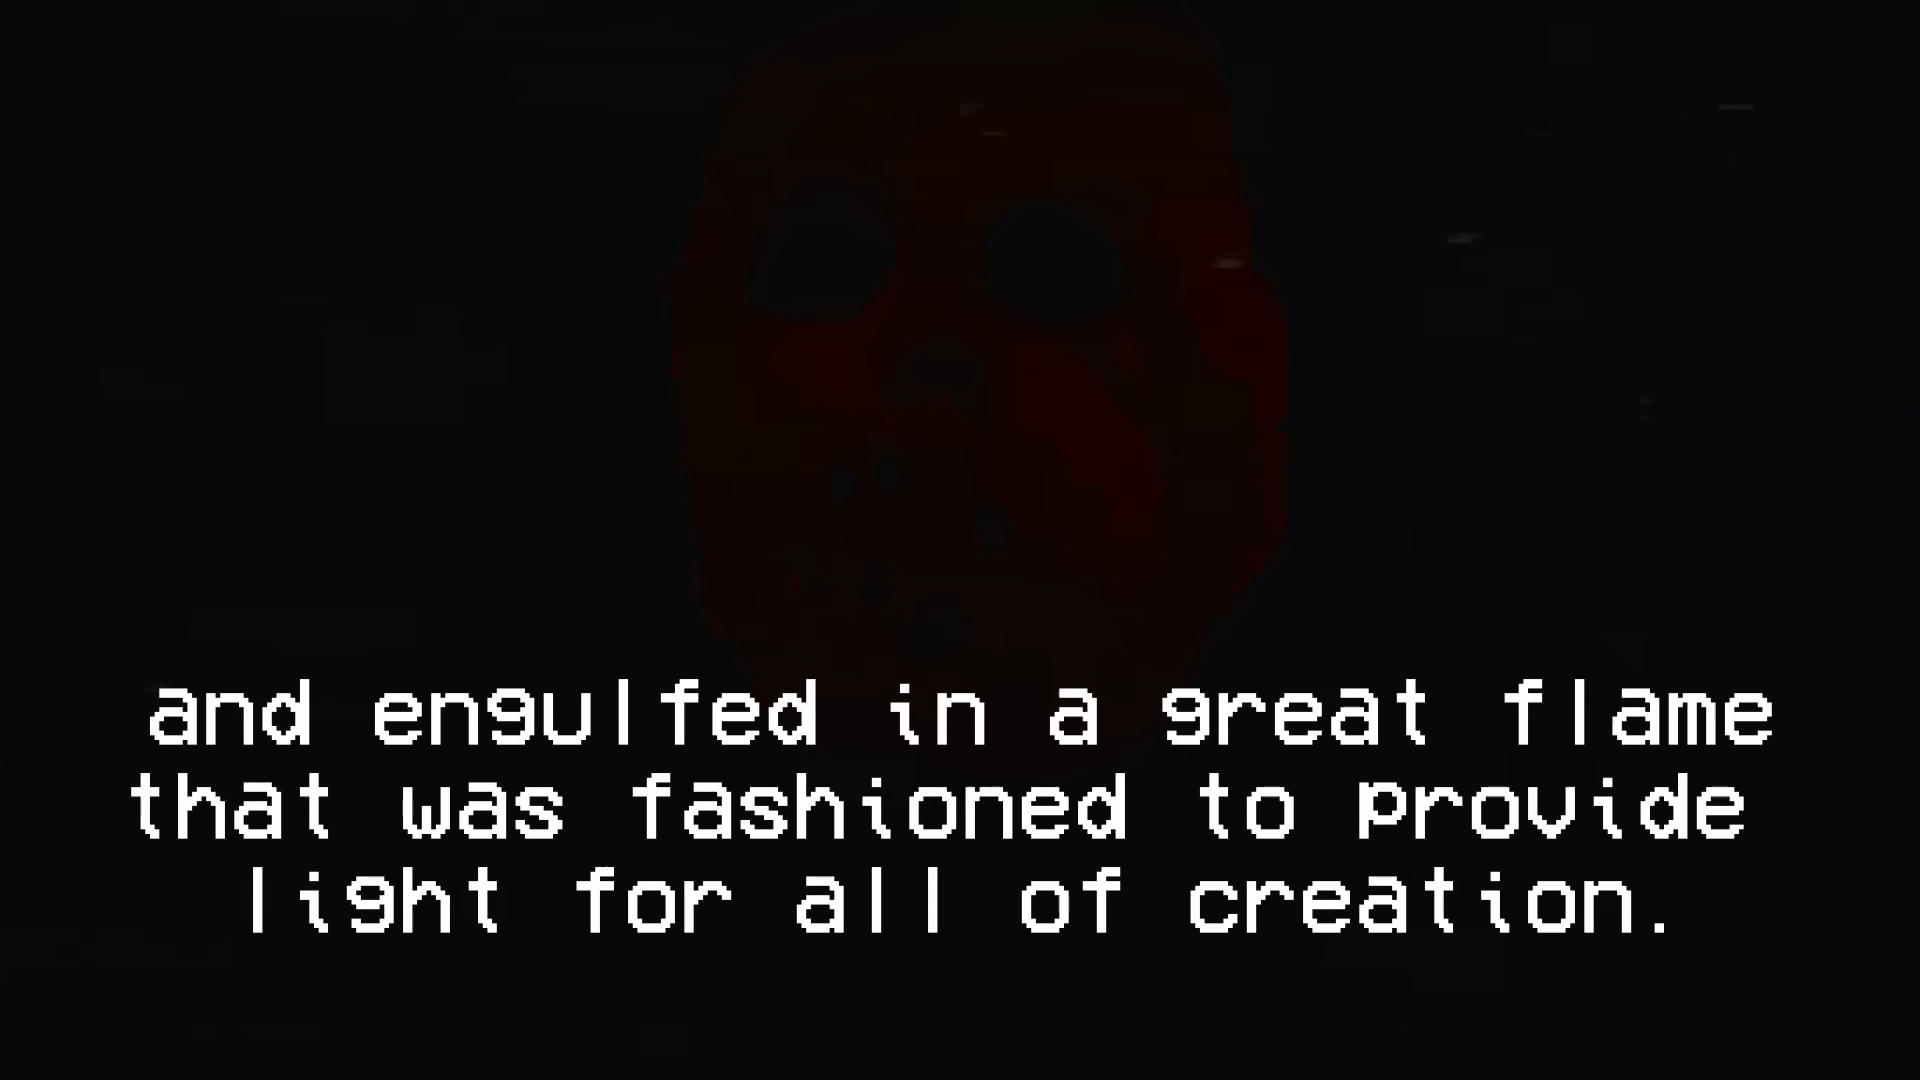 and engulfed in a great flame
that was fashioned to provide
light for all of creation.